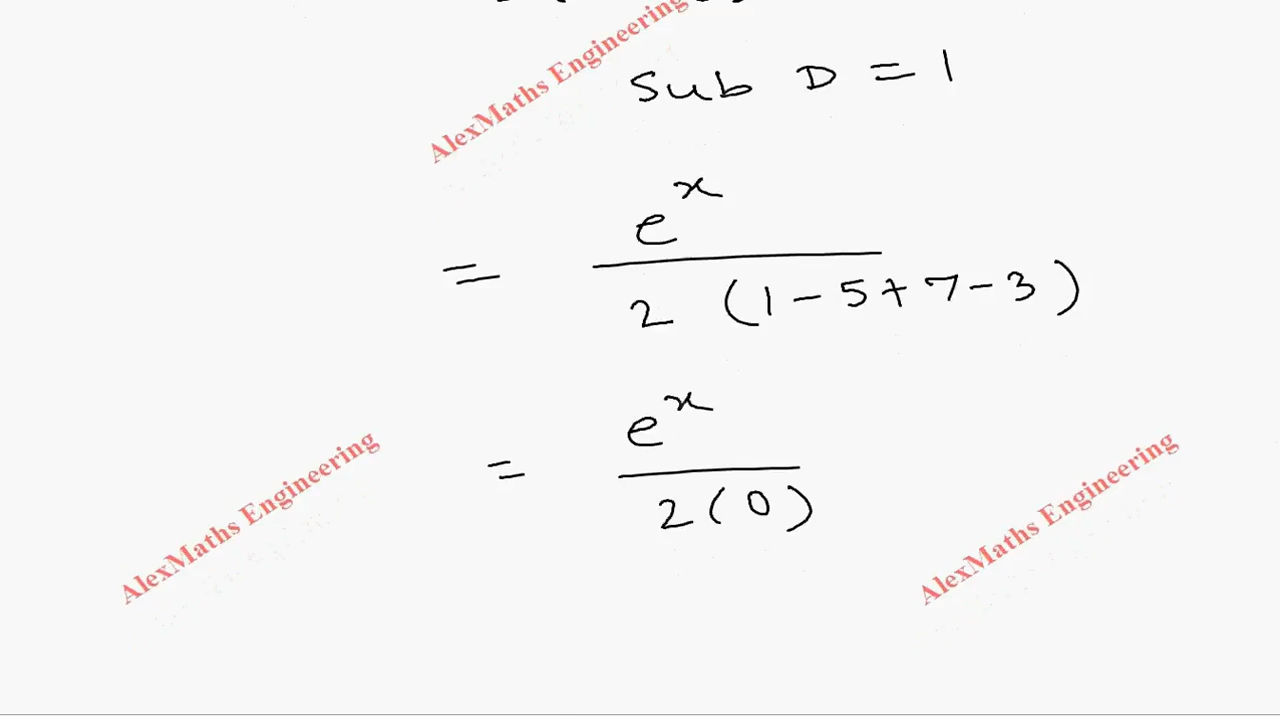 Sub D = 1
= e^x / 2 (1 - 5 + 7 - 3)
= e^x / 2(0)
AlexMaths Engineering
AlexMaths Engineering
AlexMaths Engineering